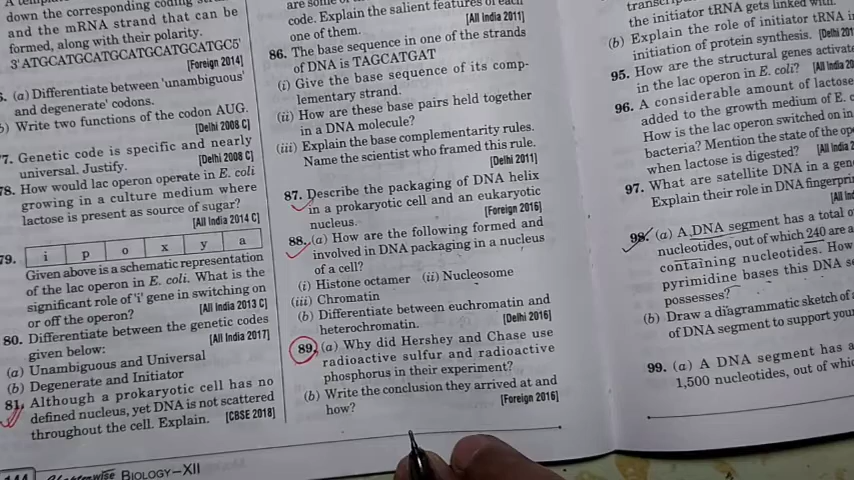 down the corresponding coding
and the mRNA strand that can be
formed, along with their polarity.
3'ATGCATGCATGCATGCATGCATGC5'
[Foreign 2014]
(a) Differentiate between 'unambiguous'
and degenerate' codons.
b) Write two functions of the codon AUG.
[Delhi 2008 C]
7. Genetic code is specific and nearly
universal. Justify.
[Delhi 2008 C]
78. How would lac operon operate in E. coli
growing in a culture medium where
lactose is present as source of sugar?
[All India 2014 C]
79.
i p o x y a
Given above is a schematic representation
of the lac operon in E. coli. What is the
significant role of 'i' gene in switching on
or off the operon?
[All India 2013 C]
80. Differentiate between the genetic codes
given below:
[All India 2017]
(a) Unambiguous and Universal
(b) Degenerate and Initiator
81. Although a prokaryotic cell has no
defined nucleus, yet DNA is not scattered
throughout the cell. Explain. [CBSE 2018]
BIOLOGY–XII
code. Explain the salient features of each
one of them.
[All India 2011]
86. The base sequence in one of the strands
of DNA is TAGCATGAT
(i) Give the base sequence of its comp-
lementary strand.
(ii) How are these base pairs held together
in a DNA molecule?
(iii) Explain the base complementarity rules.
Name the scientist who framed this rule.
[Delhi 2011]
87. Describe the packaging of DNA helix
in a prokaryotic cell and an eukaryotic
nucleus.
[Foreign 2016]
88. (a) How are the following formed and
involved in DNA packaging in a nucleus
of a cell?
(i) Histone octamer (ii) Nucleosome
(iii) Chromatin
(b) Differentiate between euchromatin and
heterochromatin.
[Delhi 2016]
89. (a) Why did Hershey and Chase use
radioactive sulfur and radioactive
phosphorus in their experiment?
(b) Write the conclusion they arrived at and
how?
[Foreign 2016]
the initiator tRNA gets linked
(b) Explain the role of initiator tRNA
initiation of protein synthesis.
95. How are the structural genes
in the lac operon in E. coli?
96. A considerable amount of lactose
added to the growth medium of E.
How is the lac operon switched on in
bacteria? Mention the state of the
when lactose is digested?
97. What are satellite DNA in a
Explain their role in DNA
98. (a) A DNA segment has a total
nucleotides, out of which 240 are
containing nucleotides. How
pyrimidine bases this DNA
possesses?
(b) Draw a diagrammatic sketch of
of DNA segment to support
99. (a) A DNA segment has a
1,500 nucleotides, out of